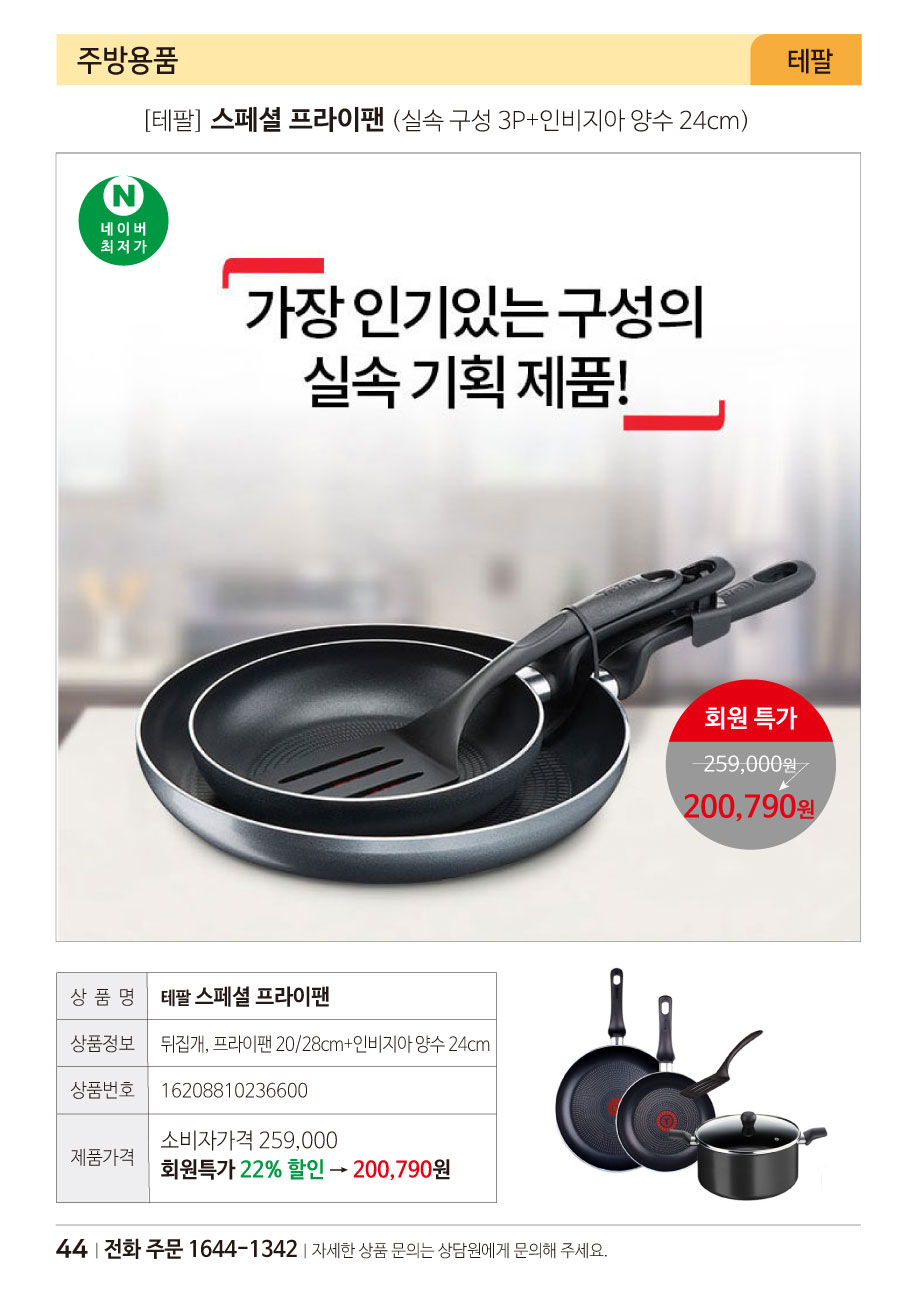 주방용품
테팔
[테팔] 스페셜 프라이팬 (실속 구성 3P+인비지아 양수 24cm)
N
네이버
최저가
가장 인기있는 구성의
실속 기획 제품!
회원 특가
259,000원
200,790원
상 품 명
테팔 스페셜 프라이팬
상품정보
뒤집개, 프라이팬 20/28cm+인비지아 양수 24cm
상품번호
16208810236600
제품가격
소비자가격 259,000
회원특가 22% 할인 → 200,790원
44 | 전화 주문 1644-1342 | 자세한 상품 문의는 상담원에게 문의해 주세요.